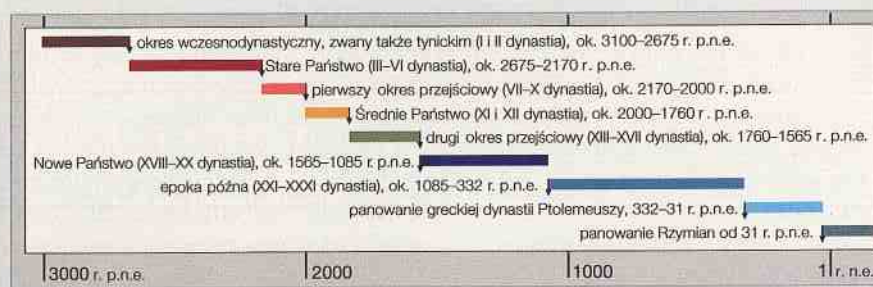 okres wczesnodynastyczny, zwany także tynickim (I i II dynastia), ok. 3100–2675 r. p.n.e.
Stare Państwo (III–VI dynastia), ok. 2675–2170 r. p.n.e.
pierwszy okres przejściowy (VII–X dynastia), ok. 2170–2000 r. p.n.e.
Średnie Państwo (XI i XII dynastia), ok. 2000–1760 r. p.n.e.
drugi okres przejściowy (XIII–XVII dynastia), ok. 1760–1565 r. p.n.e.
Nowe Państwo (XVIII–XX dynastia), ok. 1565–1085 r. p.n.e.
epoka późna (XXI–XXXI dynastia), ok. 1085–332 r. p.n.e.
panowanie greckiej dynastii Ptolemeuszy, 332–31 r. p.n.e.
panowanie Rzymian od 31 r. p.n.e.
3000 r. p.n.e. 2000 1000 1 r. n.e.